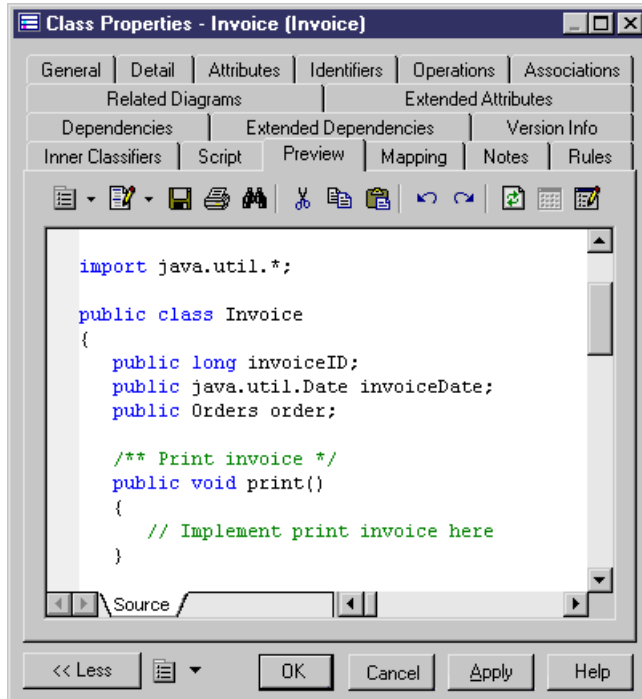 Class Properties - Invoice (Invoice)
General Detail Attributes Identifiers Operations Associations
Related Diagrams Extended Attributes
Dependencies Extended Dependencies Version Info
Inner Classifiers Script Preview Mapping Notes Rules
import java.util.*;
public class Invoice
{
public long invoiceID;
public java.util.Date invoiceDate;
public Orders order;
/** Print invoice */
public void print()
{
// Implement print invoice here
}
Source
<< Less OK Cancel Apply Help